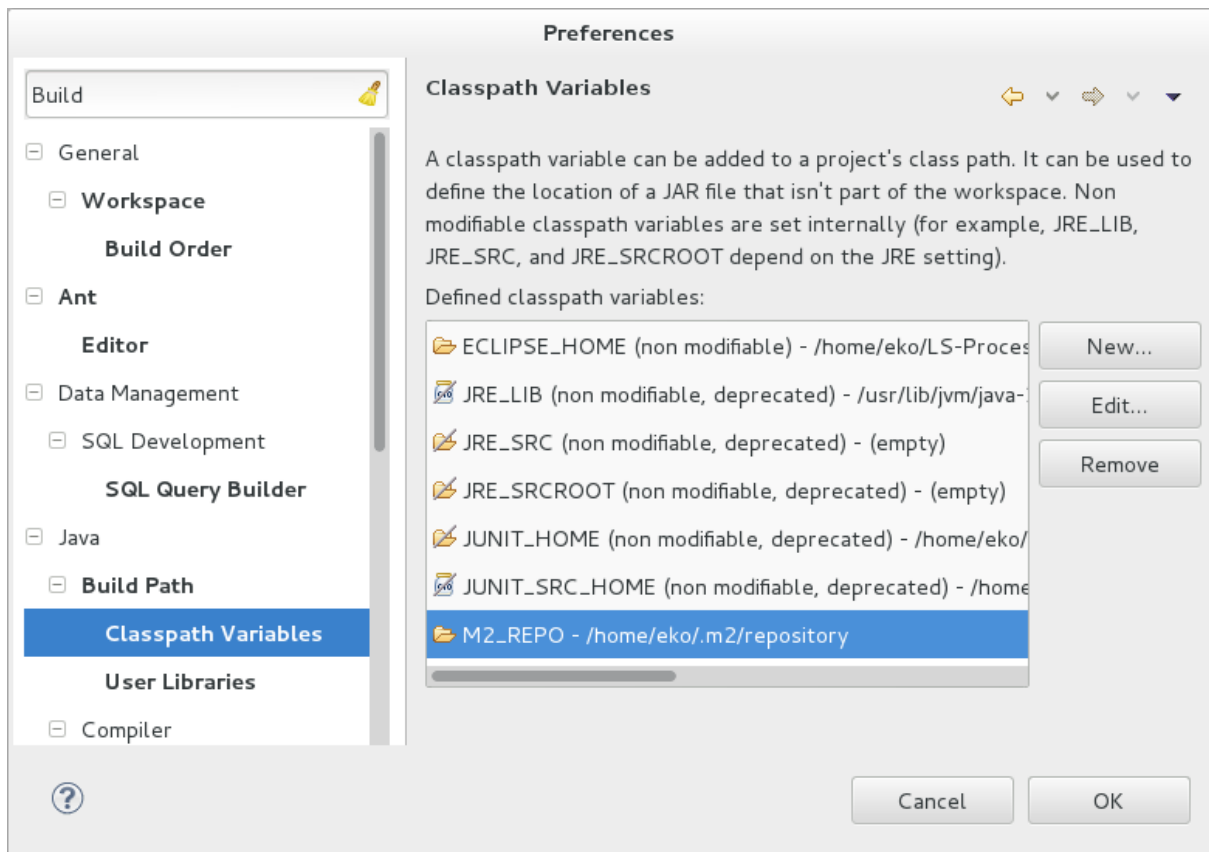 Preferences
Build
General
Workspace
Build Order
Ant
Editor
Data Management
SQL Development
SQL Query Builder
Java
Build Path
Classpath Variables
User Libraries
Compiler
Classpath Variables
A classpath variable can be added to a project's class path. It can be used to
define the location of a JAR file that isn't part of the workspace. Non
modifiable classpath variables are set internally (for example, JRE_LIB,
JRE_SRC, and JRE_SRCROOT depend on the JRE setting).
Defined classpath variables:
ECLIPSE_HOME (non modifiable) - /home/eko/LS-Proces
JRE_LIB (non modifiable, deprecated) - /usr/lib/jvm/java-
JRE_SRC (non modifiable, deprecated) - (empty)
JRE_SRCROOT (non modifiable, deprecated) - (empty)
JUNIT_HOME (non modifiable, deprecated) - /home/eko/
JUNIT_SRC_HOME (non modifiable, deprecated) - /home
M2_REPO - /home/eko/.m2/repository
New...
Edit...
Remove
?
Cancel
OK